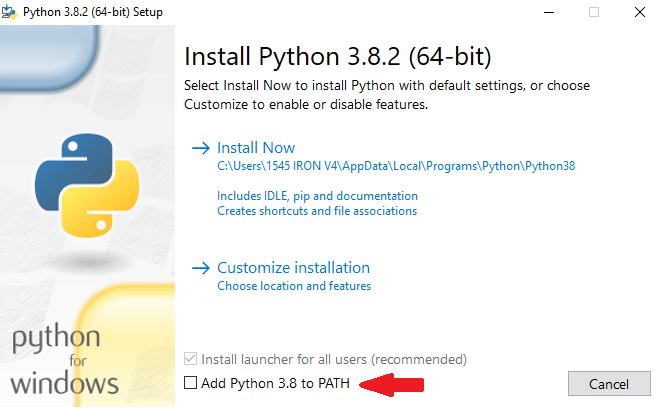 Python 3.8.2 (64-bit) Setup
Install Python 3.8.2 (64-bit)
Select Install Now to install Python with default settings, or choose
Customize to enable or disable features.
Install Now
C:\Users\1545 IRON V4\AppData\Local\Programs\Python\Python38
Includes IDLE, pip and documentation
Creates shortcuts and file associations
Customize installation
Choose location and features
python
for
windows
Install launcher for all users (recommended)
Add Python 3.8 to PATH
Cancel